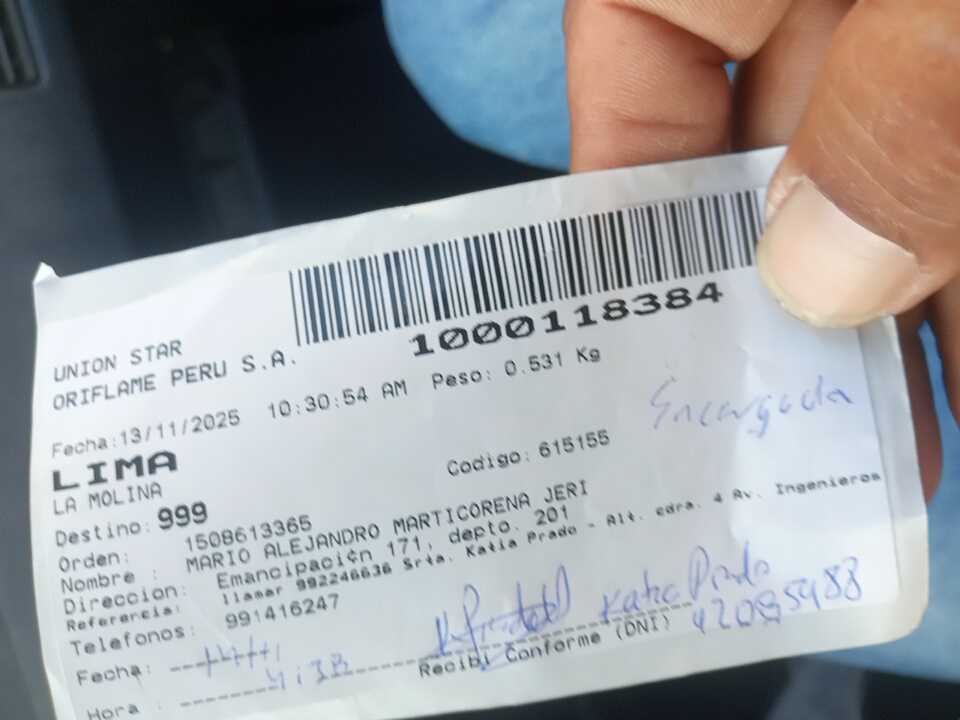 1000118384
UNION STAR
ORIFLAME PERU S.A.
Fecha:13/11/2025 10:30:54 AM Peso: 0.531 Kg
Encargada
LIMA
LA MOLINA
Codigo: 615155
Destino: 999
Orden: 1508613365
Nombre : MARIO ALEJANDRO MARTICORENA JERI
Direccion: Emancipaci¢n 171, depto. 201
Referencia: llamar 992246636 Srta. Katia Prado - Alt. cdra. 4 Av. Ingenieros
Telefonos: 991416247
Katia Prado
Fecha: 14/11
42085988
Recibi Conforme (DNI)
Hora :